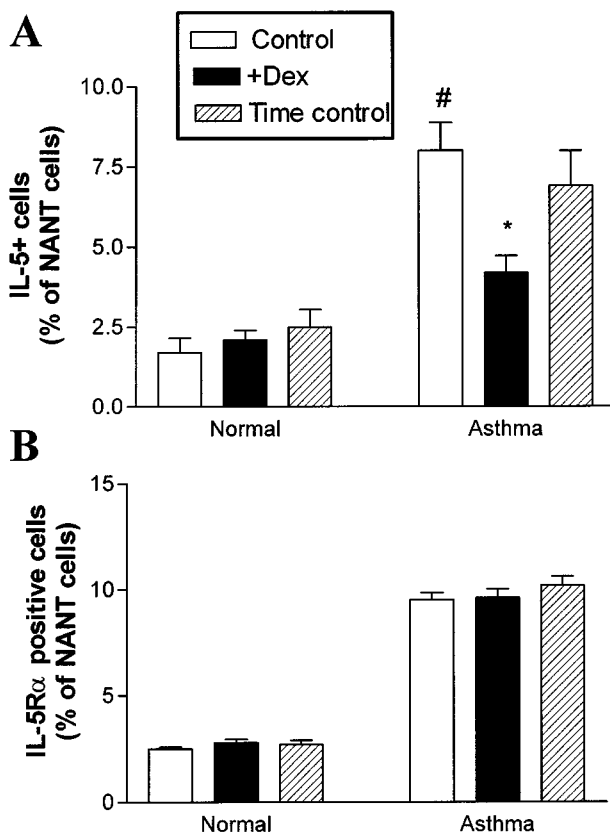 A
Control
+Dex
Time control
IL-5+ cells
(% of NANT cells)
10.0
7.5
5.0
2.5
0.0
#
*
Normal
Asthma
B
IL-5Rα positive cells
(% of NANT cells)
15
10
5
0
Normal
Asthma